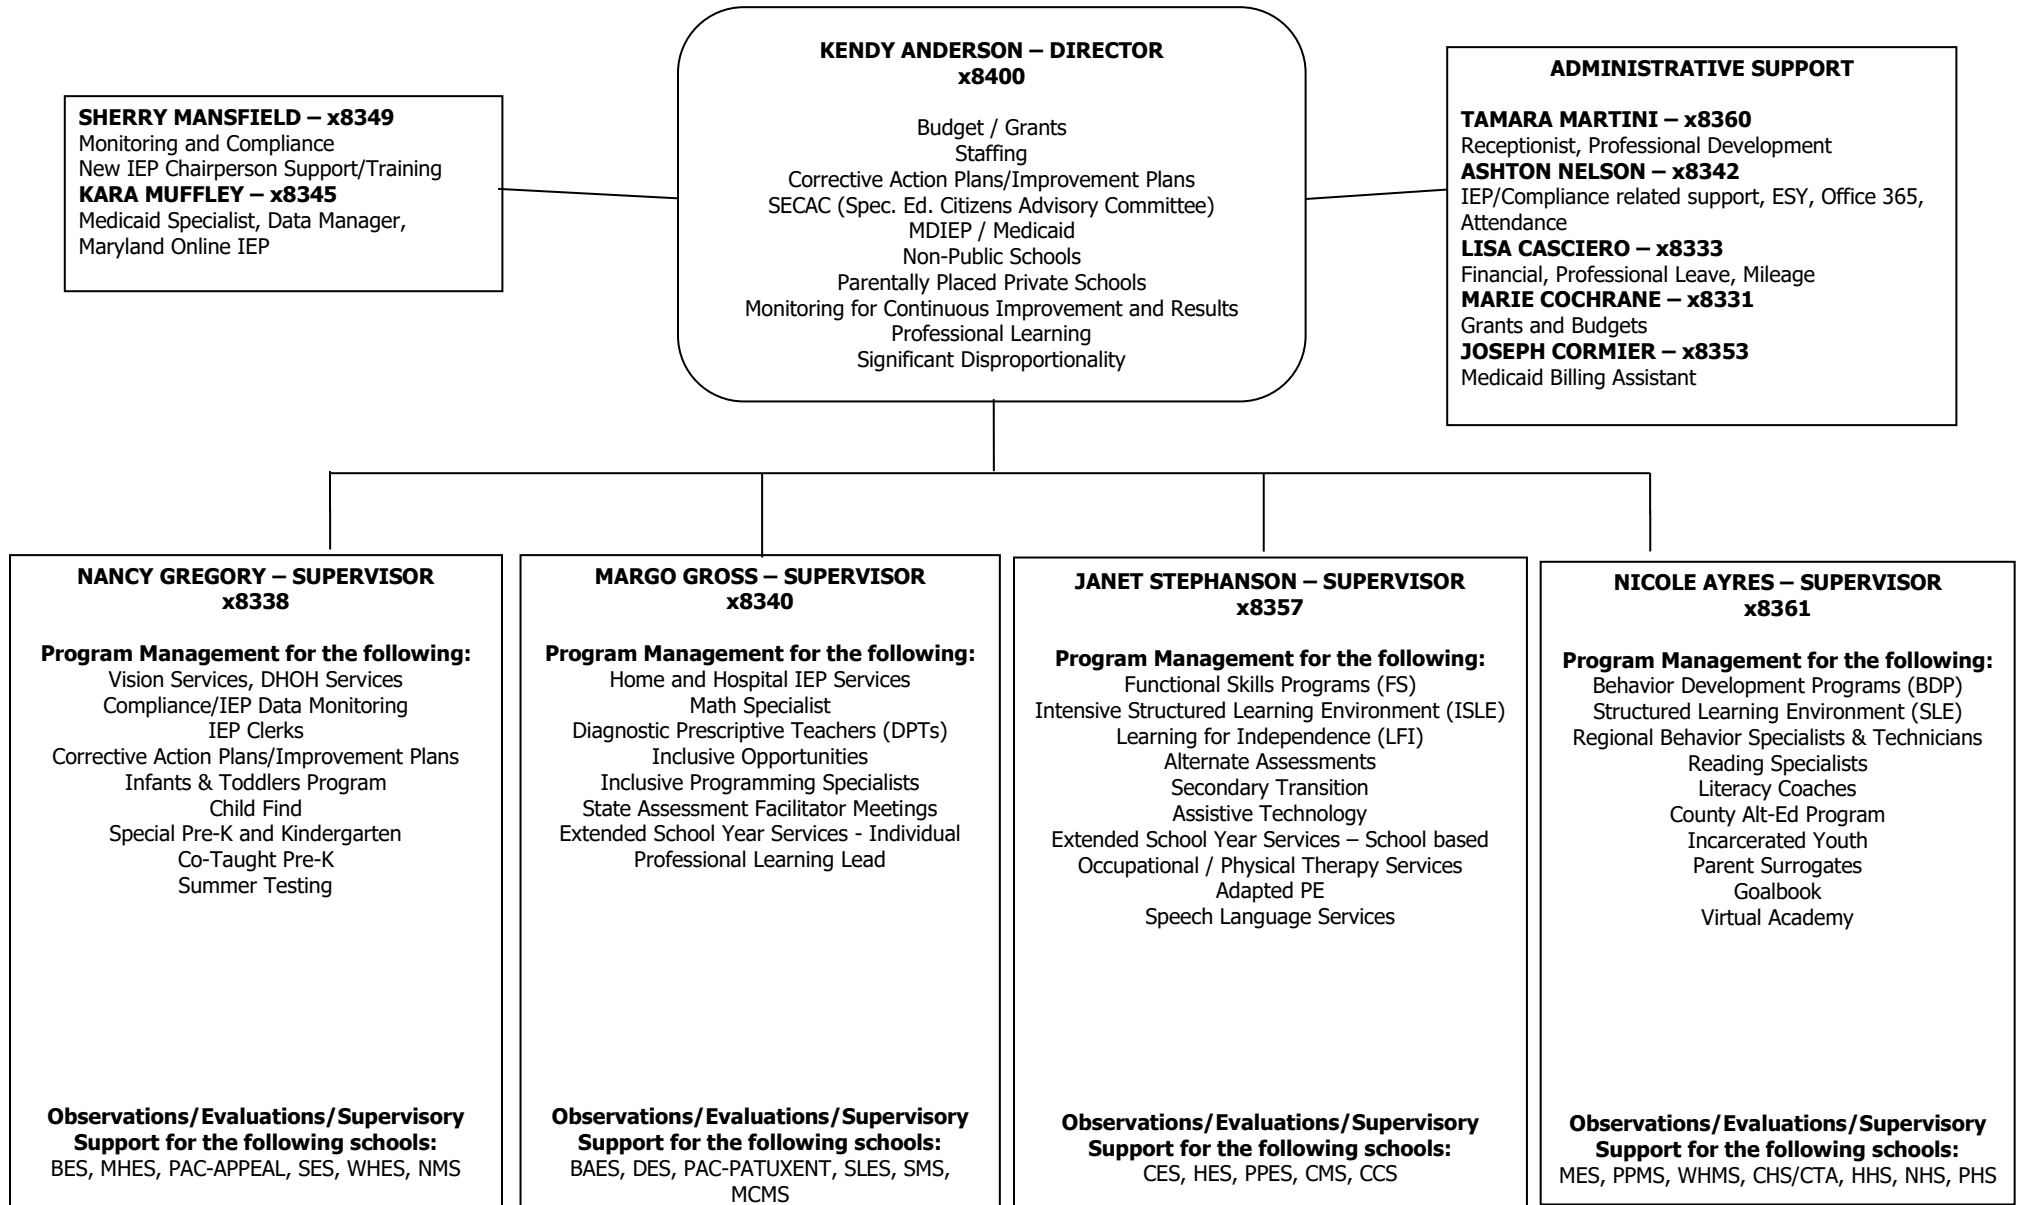 KENDY ANDERSON – DIRECTOR
x8400
Budget / Grants
Staffing
Corrective Action Plans/Improvement Plans
SECAC (Spec. Ed. Citizens Advisory Committee)
MDIEP / Medicaid
Non-Public Schools
Parentally Placed Private Schools
Monitoring for Continuous Improvement and Results
Professional Learning
Significant Disproportionality
SHERRY MANSFIELD – x8349
Monitoring and Compliance
New IEP Chairperson Support/Training
KARA MUFFLEY – x8345
Medicaid Specialist, Data Manager,
Maryland Online IEP
ADMINISTRATIVE SUPPORT
TAMARA MARTINI – x8360
Receptionist, Professional Development
ASHTON NELSON – x8342
IEP/Compliance related support, ESY, Office 365,
Attendance
LISA CASCIERO – x8333
Financial, Professional Leave, Mileage
MARIE COCHRANE – x8331
Grants and Budgets
JOSEPH CORMIER – x8353
Medicaid Billing Assistant
NANCY GREGORY – SUPERVISOR
x8338
Program Management for the following:
Vision Services, DHOH Services
Compliance/IEP Data Monitoring
IEP Clerks
Corrective Action Plans/Improvement Plans
Infants & Toddlers Program
Child Find
Special Pre-K and Kindergarten
Co-Taught Pre-K
Summer Testing
Observations/Evaluations/Supervisory
Support for the following schools:
BES, MHES, PAC-APPEAL, SES, WHES, NMS
MARGO GROSS – SUPERVISOR
x8340
Program Management for the following:
Home and Hospital IEP Services
Math Specialist
Diagnostic Prescriptive Teachers (DPTs)
Inclusive Opportunities
Inclusive Programming Specialists
State Assessment Facilitator Meetings
Extended School Year Services - Individual
Professional Learning Lead
Observations/Evaluations/Supervisory
Support for the following schools:
BAES, DES, PAC-PATUXENT, SLES, SMS,
MCMS
JANET STEPHANSON – SUPERVISOR
x8357
Program Management for the following:
Functional Skills Programs (FS)
Intensive Structured Learning Environment (ISLE)
Learning for Independence (LFI)
Alternate Assessments
Secondary Transition
Assistive Technology
Extended School Year Services – School based
Occupational / Physical Therapy Services
Adapted PE
Speech Language Services
Observations/Evaluations/Supervisory
Support for the following schools:
CES, HES, PPES, CMS, CCS
NICOLE AYRES – SUPERVISOR
x8361
Program Management for the following:
Behavior Development Programs (BDP)
Structured Learning Environment (SLE)
Regional Behavior Specialists & Technicians
Reading Specialists
Literacy Coaches
County Alt-Ed Program
Incarcerated Youth
Parent Surrogates
Goalbook
Virtual Academy
Observations/Evaluations/Supervisory
Support for the following schools:
MES, PPMS, WHMS, CHS/CTA, HHS, NHS, PHS